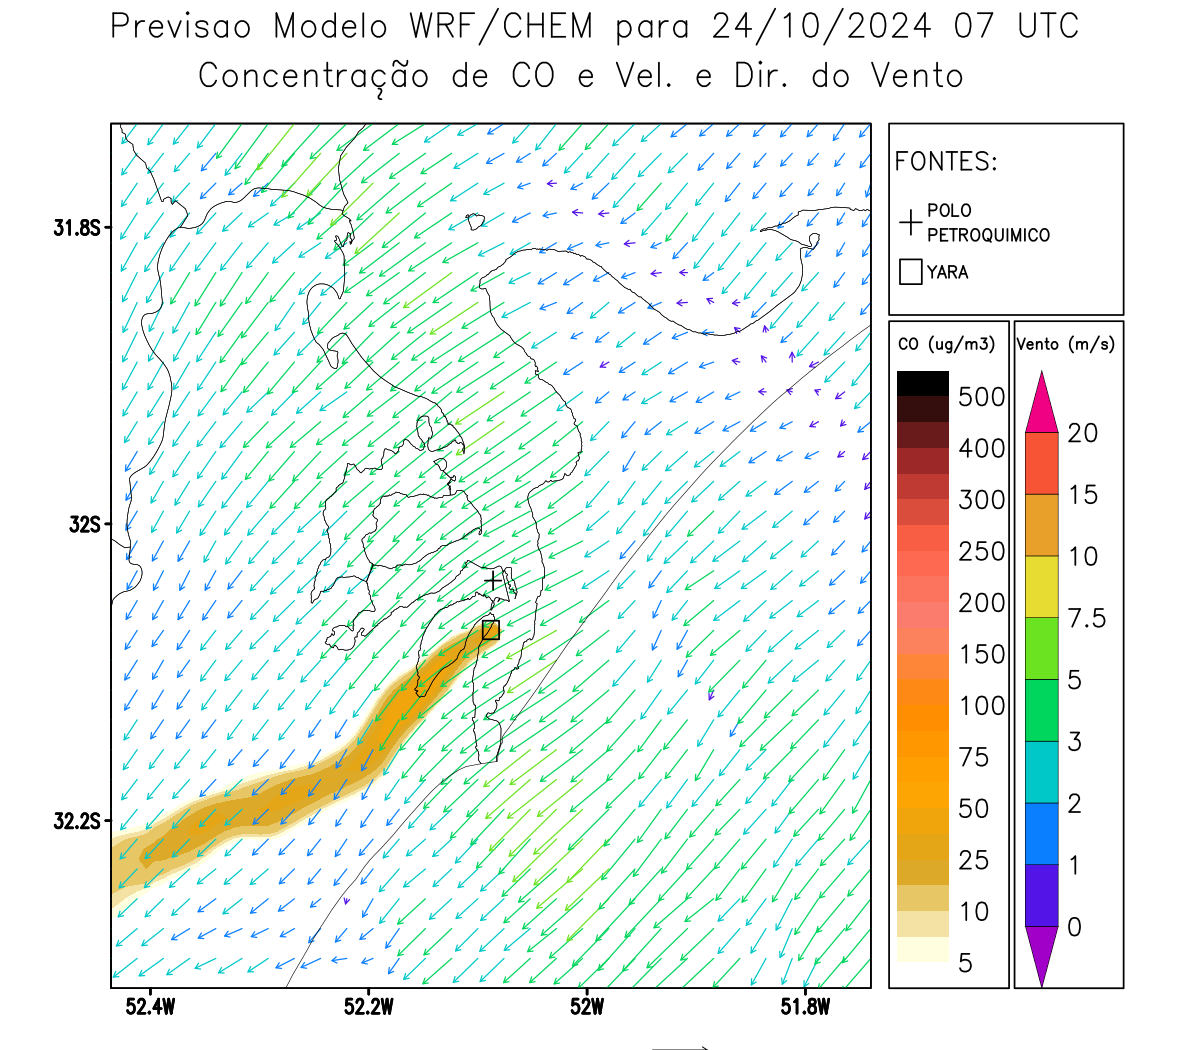 Previsao Modelo WRF/CHEM para 24/10/2024 07 UTC
Concentração de CO e Vel. e Dir. do Vento
FONTES:
POLO
PETROQUIMICO
YARA
CO (ug/m3)
500
400
300
250
200
150
100
75
50
25
10
5
Vento (m/s)
20
15
10
7.5
5
3
2
1
0
31.8S
32S
32.2S
52.4W
52.2W
52W
51.8W